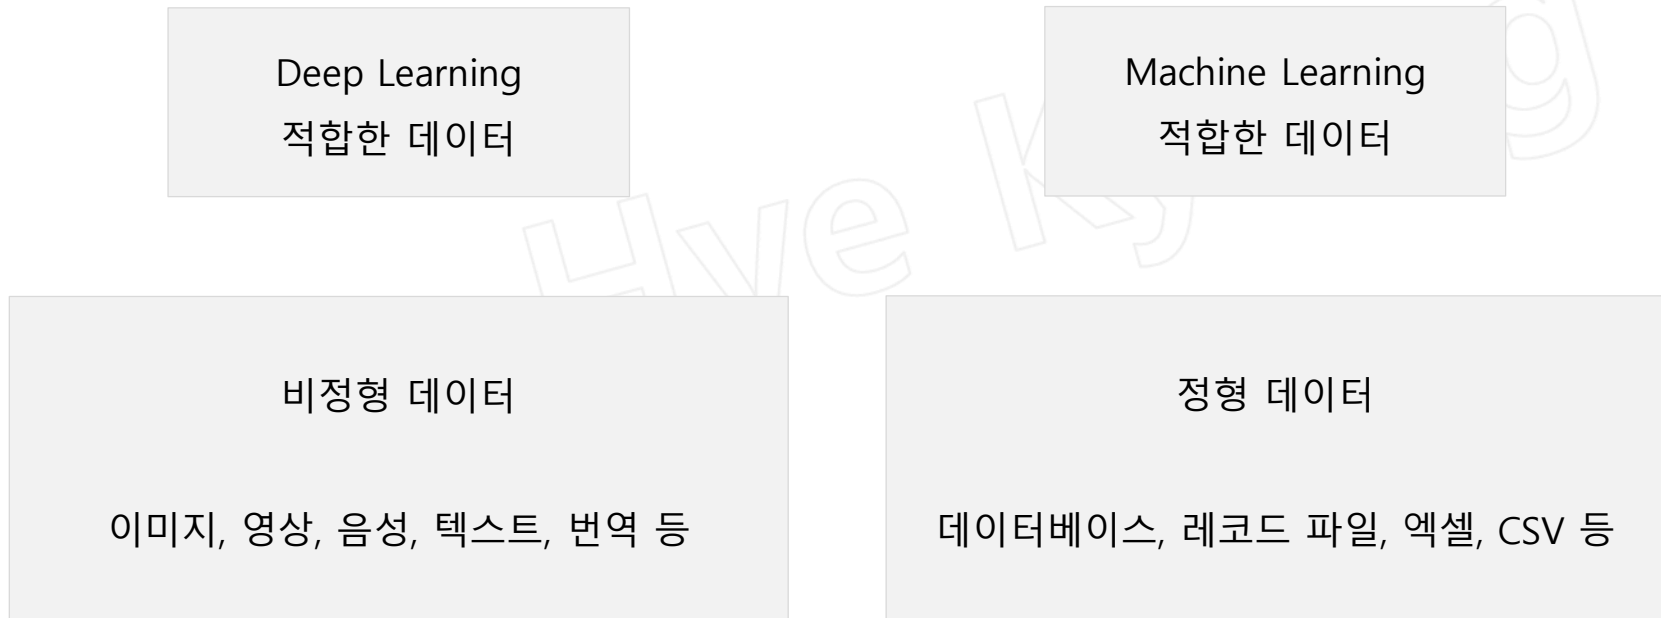 Deep Learning
적합한 데이터
Machine Learning
적합한 데이터
비정형 데이터
이미지, 영상, 음성, 텍스트, 번역 등
정형 데이터
데이터베이스, 레코드 파일, 엑셀, CSV 등
Hye